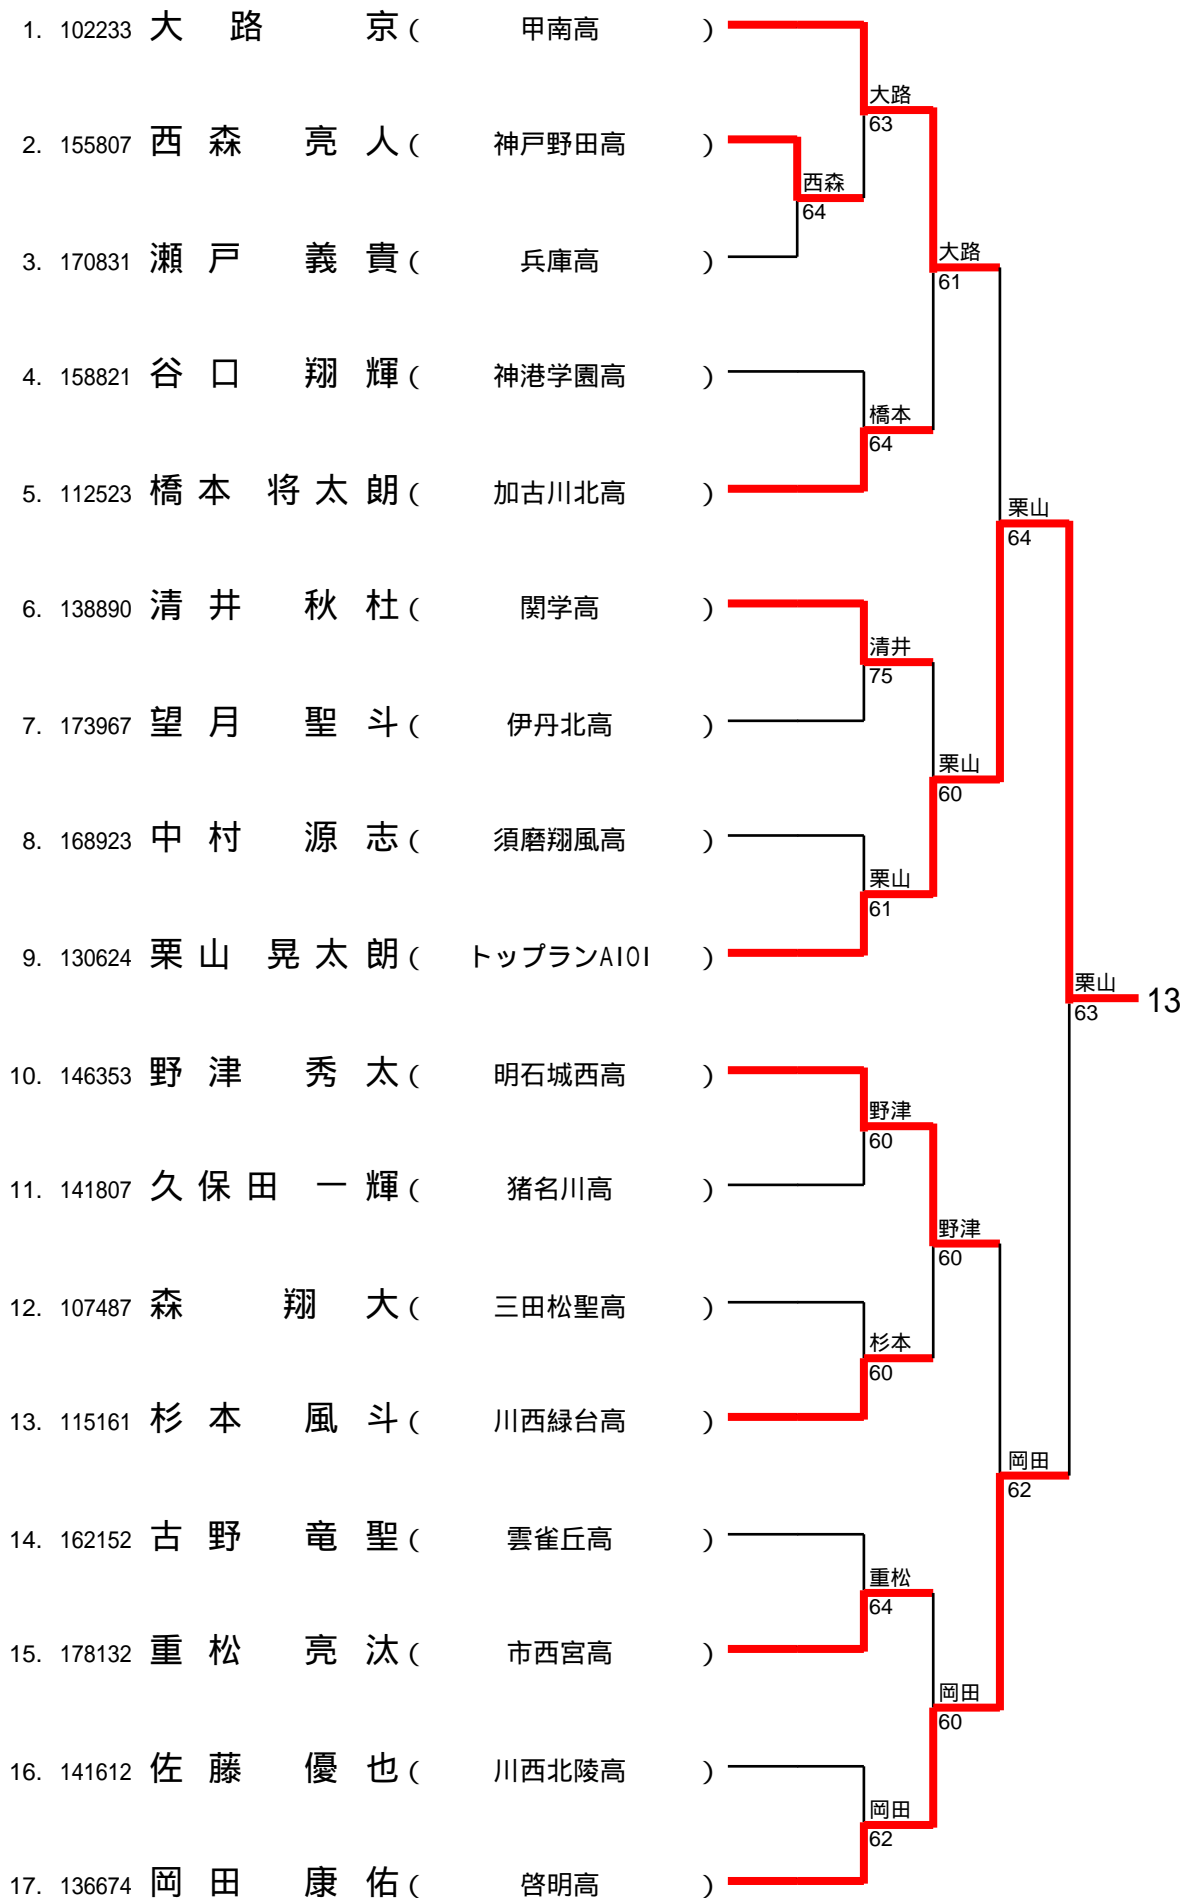 1. 102233 大路 京 ( 甲南高 )
大路
63
2. 155807 西森 亮人 ( 神戸野田高 )
西森
64
3. 170831 瀬戸 義貴 ( 兵庫高 )
大路
61
4. 158821 谷口 翔輝 ( 神港学園高 )
橋本
64
5. 112523 橋本 将太朗 ( 加古川北高 )
栗山
64
6. 138890 清井 秋杜 ( 関学高 )
清井
75
7. 173967 望月 聖斗 ( 伊丹北高 )
栗山
60
8. 168923 中村 源志 ( 須磨翔風高 )
栗山
61
9. 130624 栗山 晃太朗 ( トップランAIOI )
栗山
63
13
10. 146353 野津 秀太 ( 明石城西高 )
野津
60
11. 141807 久保田 一輝 ( 猪名川高 )
野津
60
12. 107487 森 翔大 ( 三田松聖高 )
杉本
60
13. 115161 杉本 風斗 ( 川西緑台高 )
岡田
62
14. 162152 古野 竜聖 ( 雲雀丘高 )
重松
64
15. 178132 重松 亮汰 ( 市西宮高 )
岡田
60
16. 141612 佐藤 優也 ( 川西北陵高 )
岡田
62
17. 136674 岡田 康佑 ( 啓明高 )